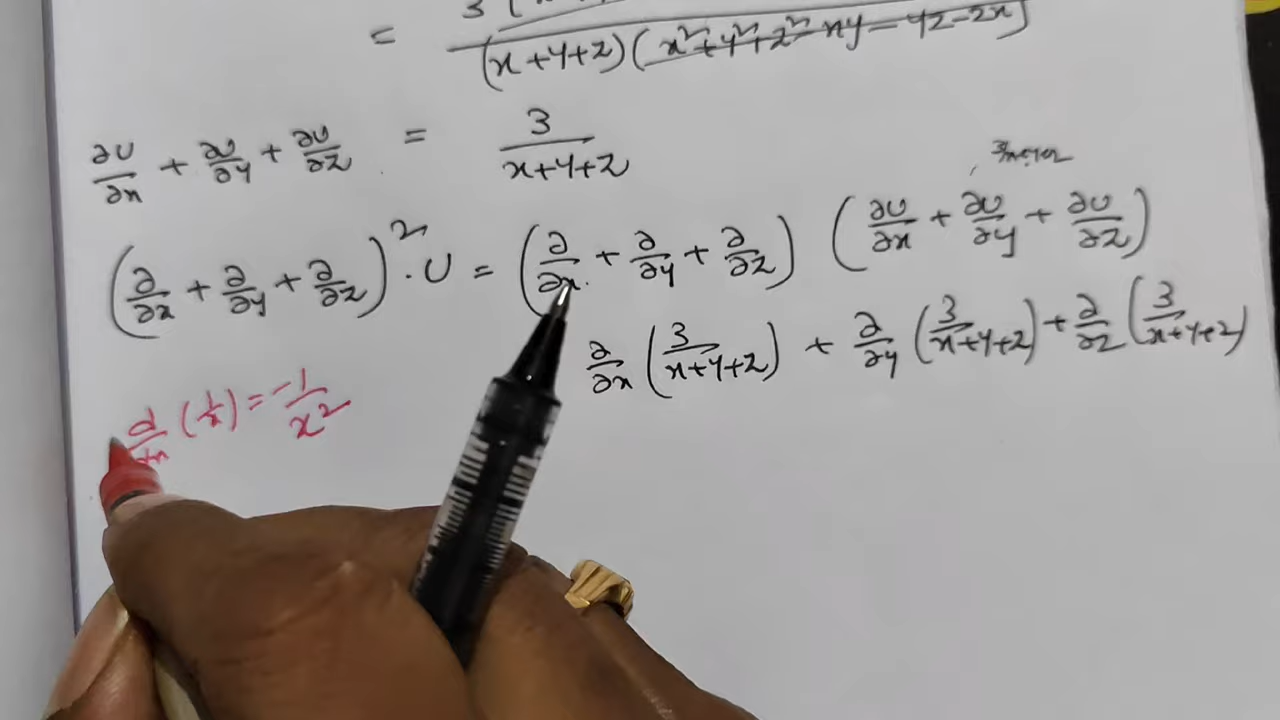 3 [
= (x+y+z)(x²+y²+z²-xy-yz-zx]
∂U/∂x + ∂U/∂y + ∂U/∂z = 3/(x+y+z)
(∂/∂x + ∂/∂y + ∂/∂z)² · U = (∂/∂x + ∂/∂y + ∂/∂z) (∂U/∂x + ∂U/∂y + ∂U/∂z)
∂/∂x (3/(x+y+z)) + ∂/∂y (3/(x+y+z)) + ∂/∂z (3/(x+y+z))
d/dx (1/x) = -1/x²